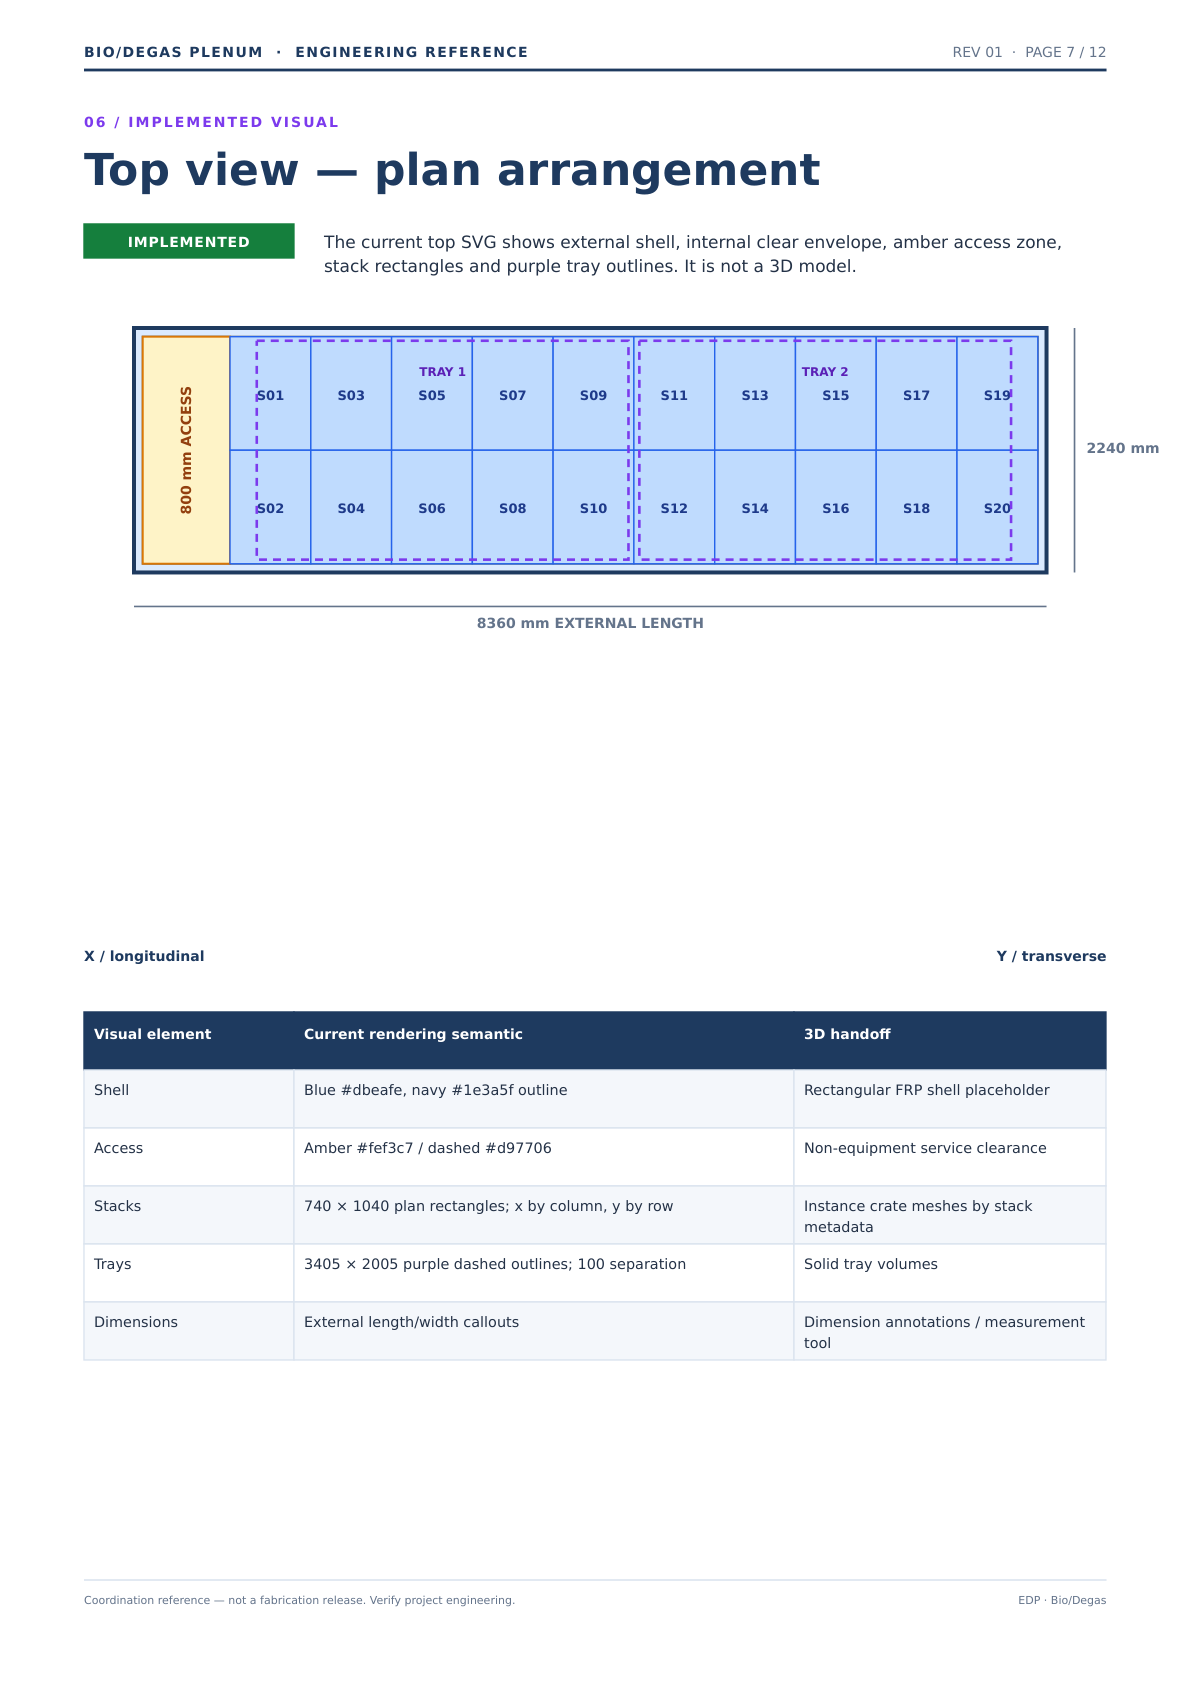 BIO/DEGAS PLENUM · ENGINEERING REFERENCE
REV 01 · PAGE 7 / 12
06 / IMPLEMENTED VISUAL
Top view — plan arrangement
IMPLEMENTED
The current top SVG shows external shell, internal clear envelope, amber access zone,
stack rectangles and purple tray outlines. It is not a 3D model.
800 mm ACCESS
TRAY 1
TRAY 2
S01 S03 S05 S07 S09 S11 S13 S15 S17 S19
2240 mm
S02 S04 S06 S08 S10 S12 S14 S16 S18 S20
8360 mm EXTERNAL LENGTH
X / longitudinal
Y / transverse
Visual element
Current rendering semantic
3D handoff
Shell
Blue #dbeafe, navy #1e3a5f outline
Rectangular FRP shell placeholder
Access
Amber #fef3c7 / dashed #d97706
Non-equipment service clearance
Stacks
740 × 1040 plan rectangles; x by column, y by row
Instance crate meshes by stack
metadata
Trays
3405 × 2005 purple dashed outlines; 100 separation
Solid tray volumes
Dimensions
External length/width callouts
Dimension annotations / measurement
tool
Coordination reference — not a fabrication release. Verify project engineering.
EDP · Bio/Degas